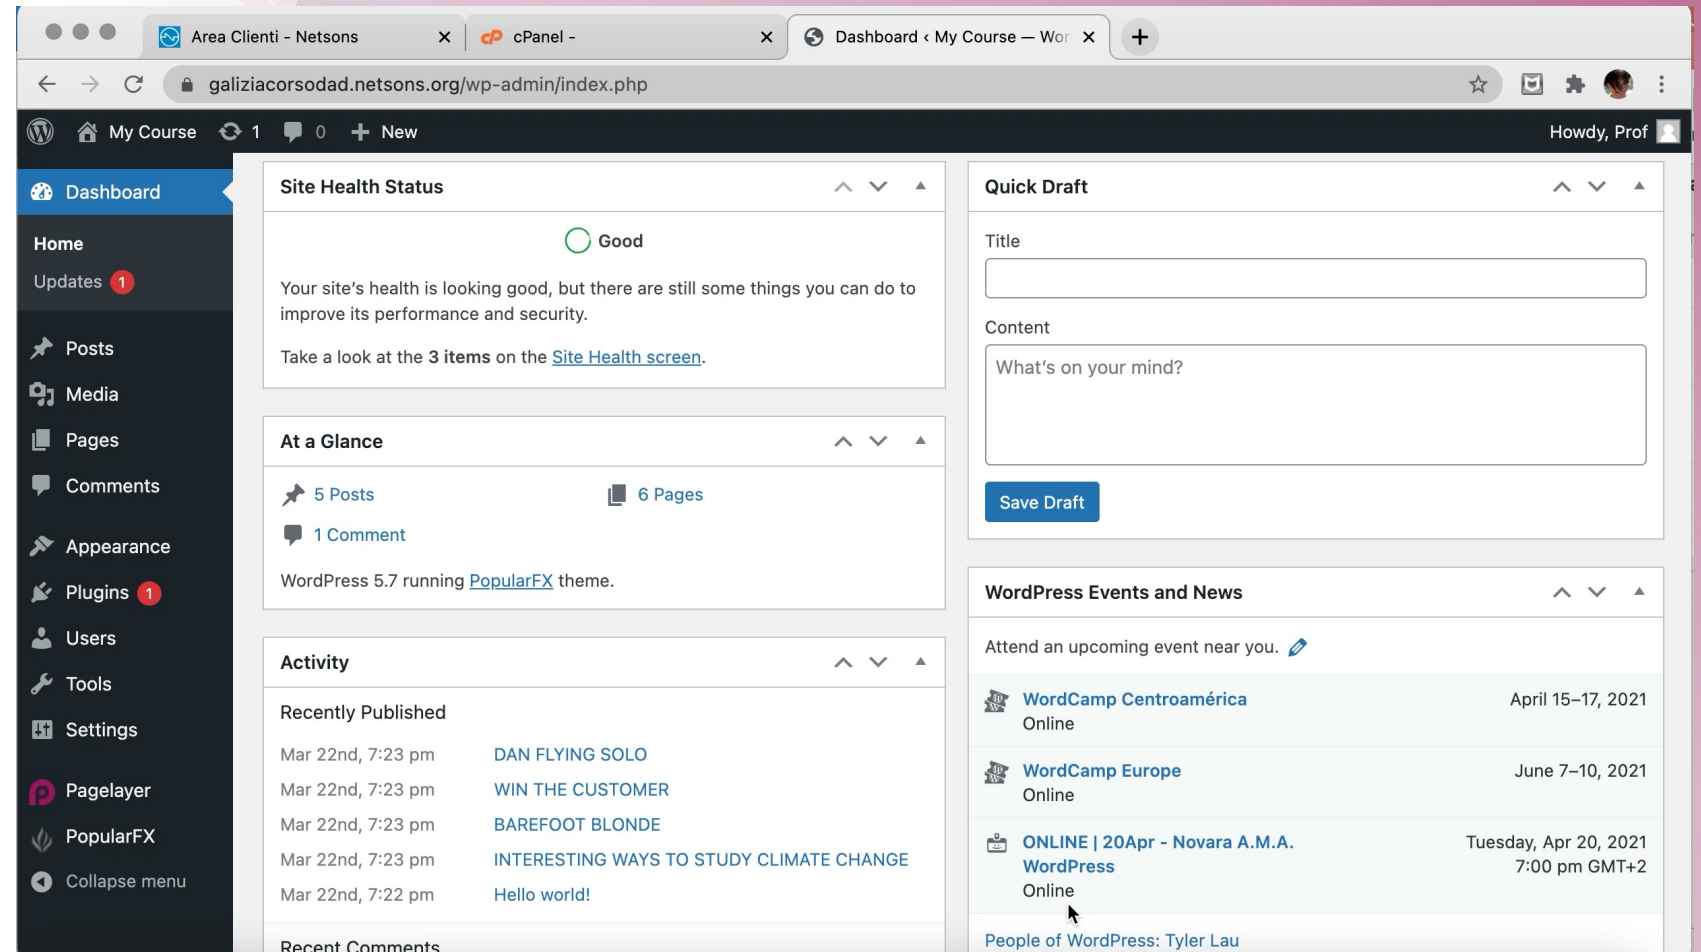 Area Clienti - Netsons
cPanel -
Dashboard ‹ My Course — Wor
galiziacorsodad.netsons.org/wp-admin/index.php
My Course 1 0 New
Howdy, Prof
Dashboard
Home
Updates 1
Posts
Media
Pages
Comments
Appearance
Plugins 1
Users
Tools
Settings
Pagelayer
PopularFX
Collapse menu
Site Health Status
Good
Your site's health is looking good, but there are still some things you can do to
improve its performance and security.
Take a look at the 3 items on the Site Health screen.
At a Glance
5 Posts
6 Pages
1 Comment
WordPress 5.7 running PopularFX theme.
Activity
Recently Published
Mar 22nd, 7:23 pm DAN FLYING SOLO
Mar 22nd, 7:23 pm WIN THE CUSTOMER
Mar 22nd, 7:23 pm BAREFOOT BLONDE
Mar 22nd, 7:23 pm INTERESTING WAYS TO STUDY CLIMATE CHANGE
Mar 22nd, 7:22 pm Hello world!
Recent Comments
Quick Draft
Title
Content
What's on your mind?
Save Draft
WordPress Events and News
Attend an upcoming event near you.
WordCamp Centroamérica April 15–17, 2021
Online
WordCamp Europe June 7–10, 2021
Online
ONLINE | 20Apr - Novara A.M.A. Tuesday, Apr 20, 2021
WordPress 7:00 pm GMT+2
Online
People of WordPress: Tyler Lau